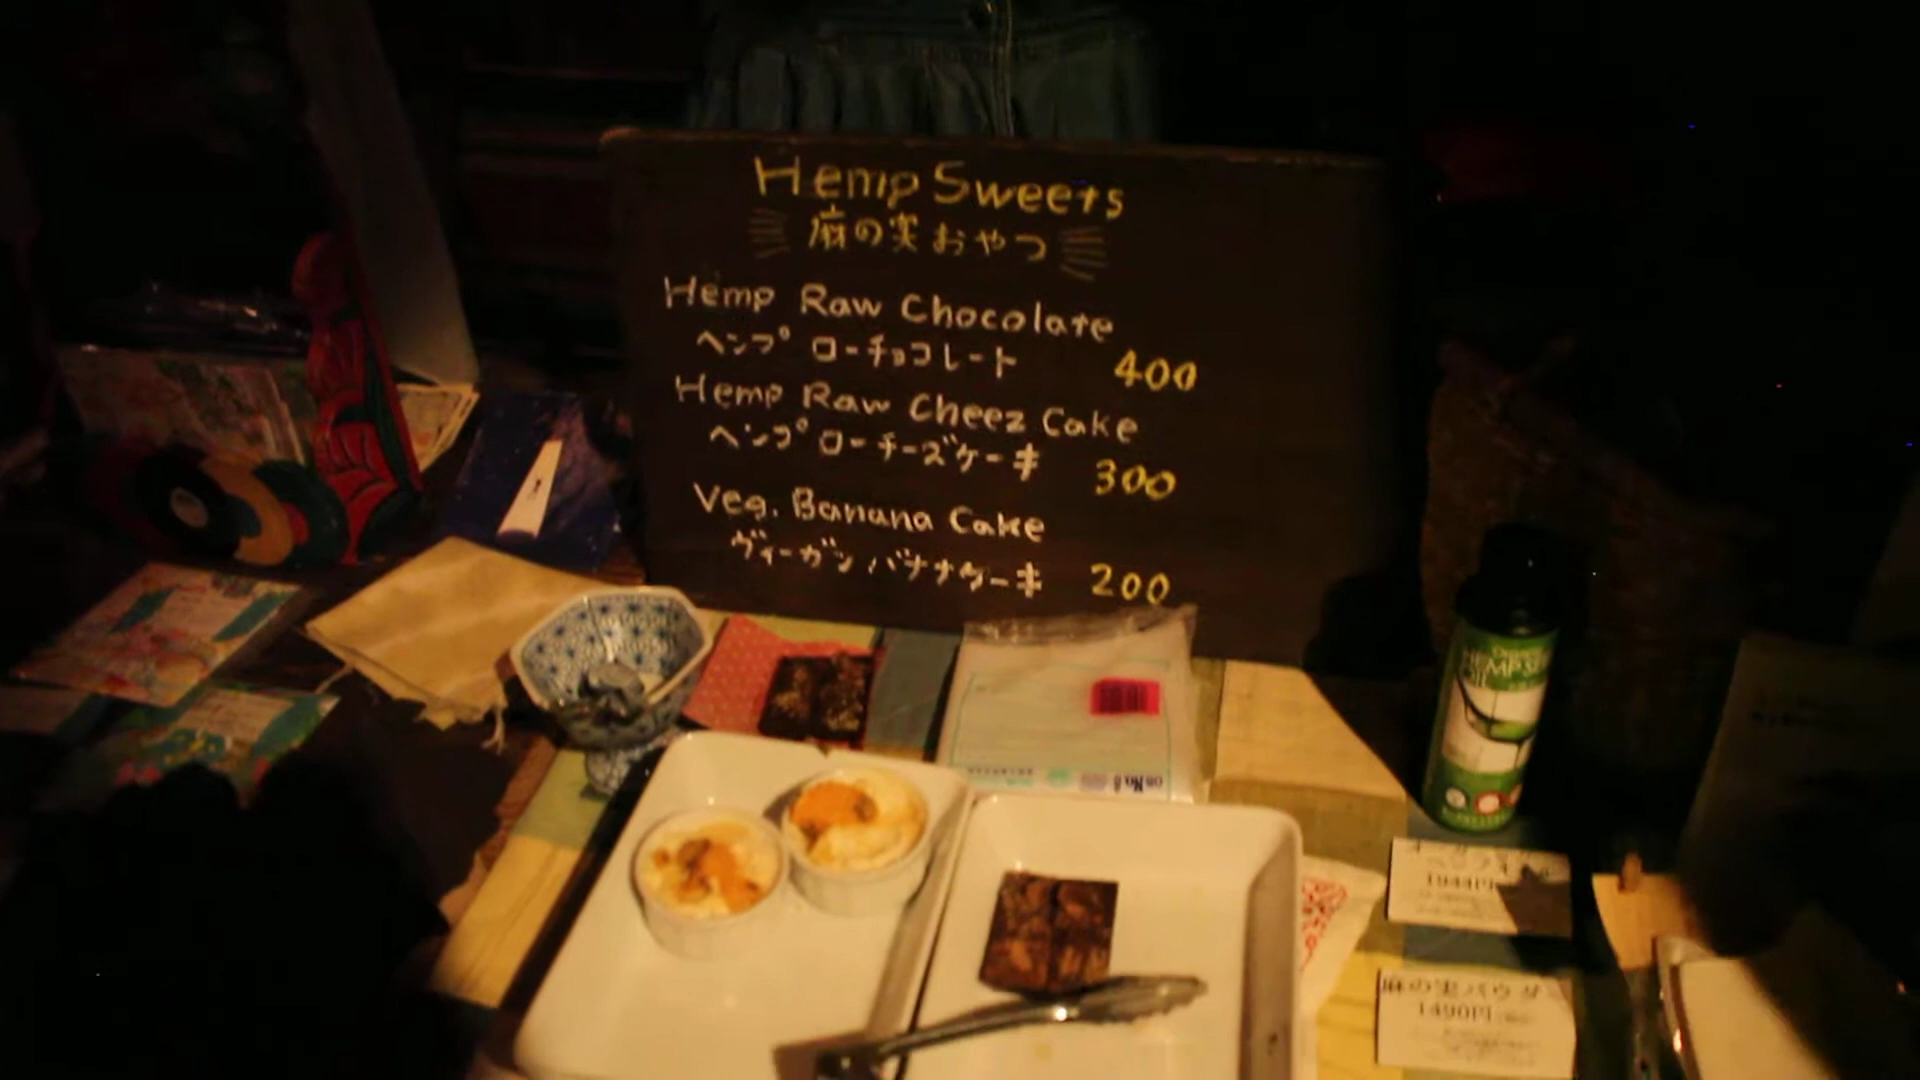 Hemp Sweets
麻の実おやつ
Hemp Raw Chocolate
ヘンプ ローチョコレート 400
Hemp Raw Cheez Cake
ヘンプローチーズケーキ 300
Veg. Banana Cake
ヴィーガン バナナケーキ 200
HEMP
OIL
1944円
麻の実パウダー
1490円